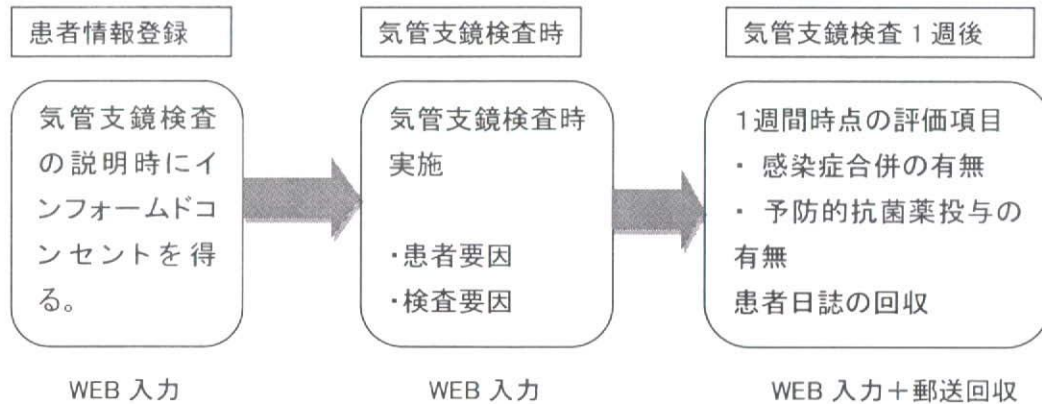 患者情報登録
気管支鏡検査時
気管支鏡検査1週後
気管支鏡検査
の説明時にイ
ンフォームドコ
ンセントを得
る。
気管支鏡検査時
実施
・患者要因
・検査要因
1週間時点の評価項目
・ 感染症合併の有無
・ 予防的抗菌薬投与の
有無
患者日誌の回収
WEB 入力
WEB 入力
WEB 入力＋郵送回収